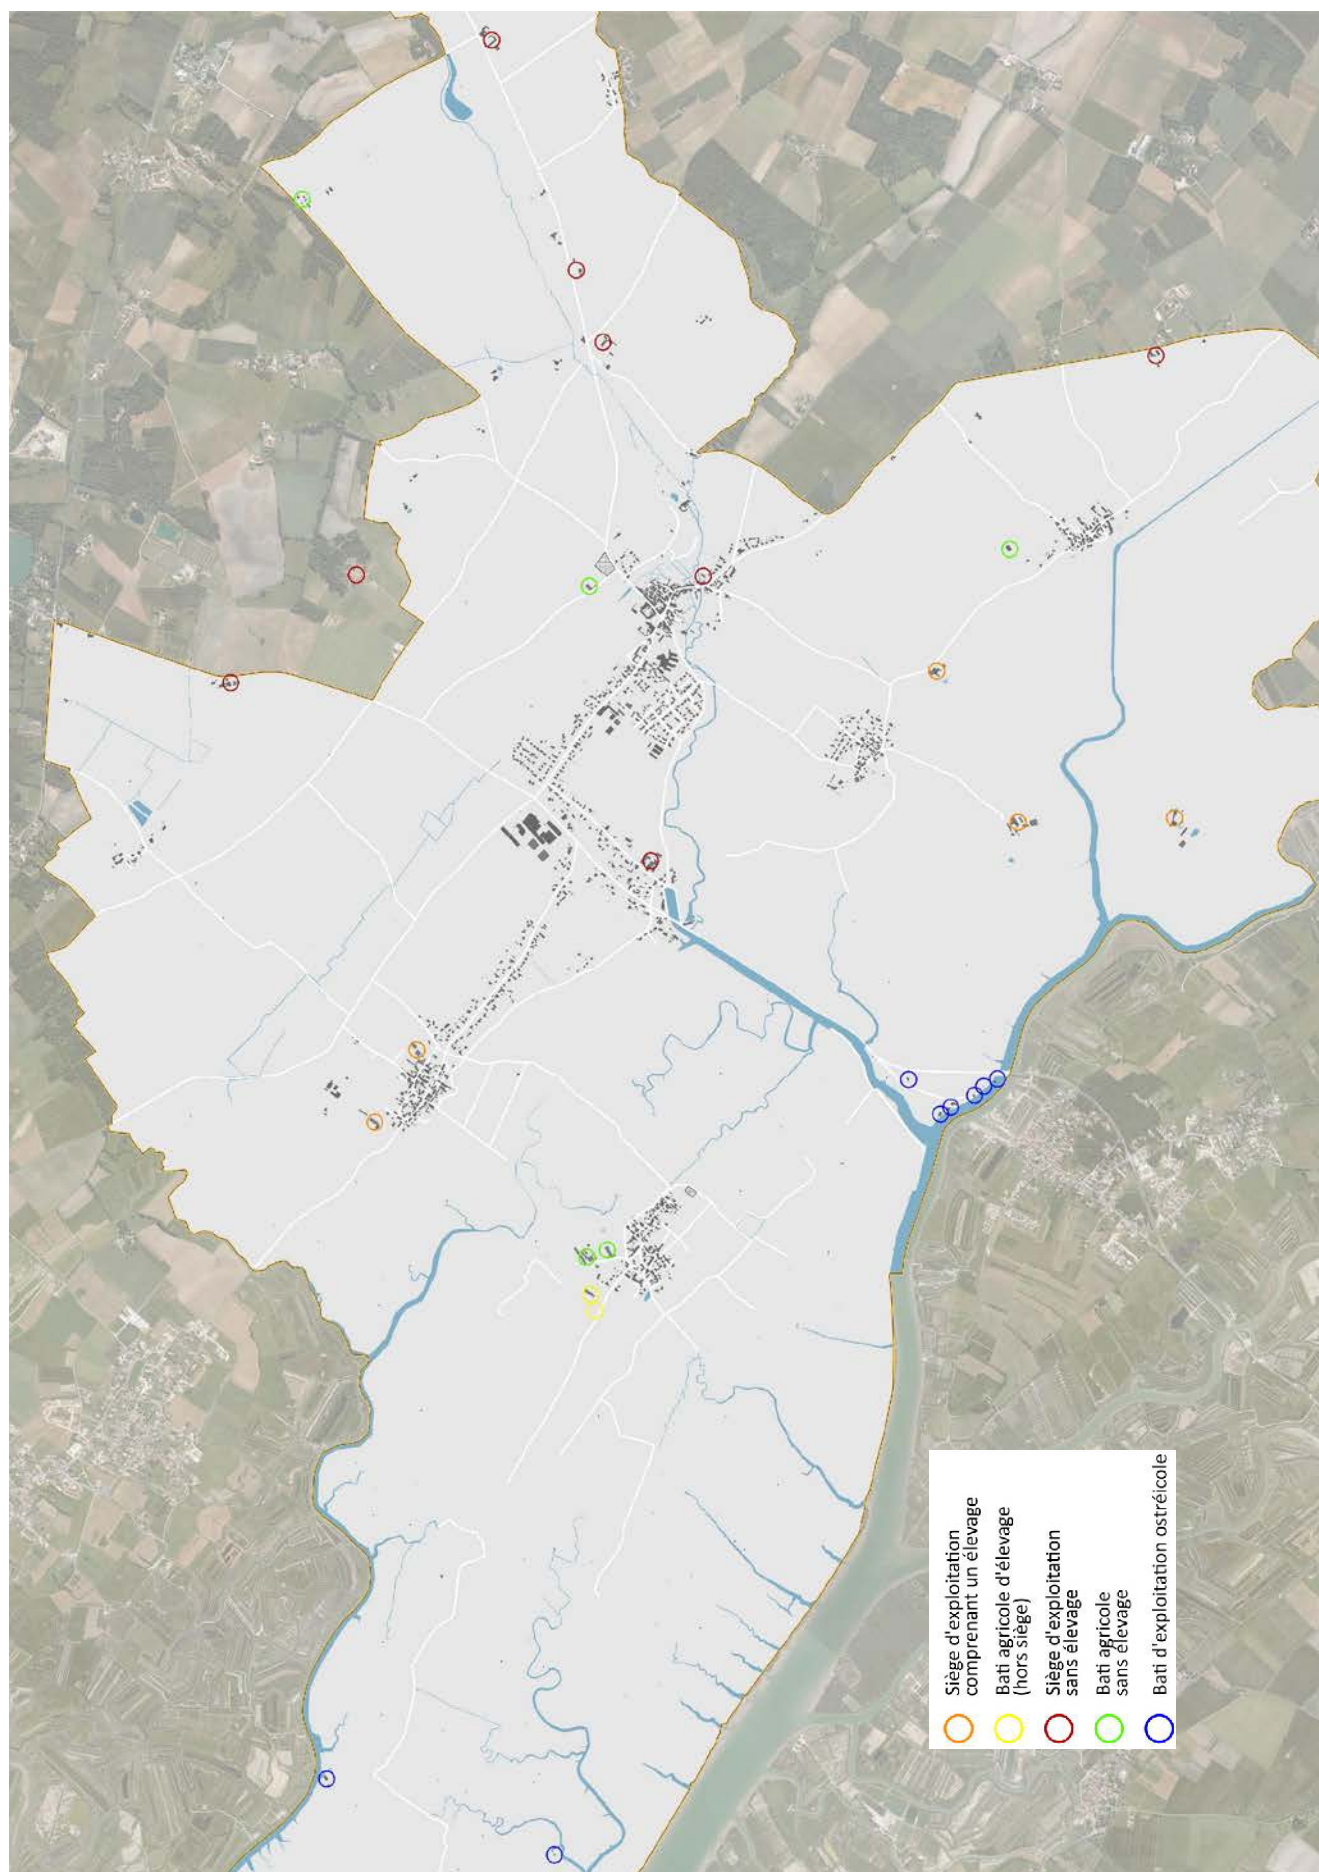 Siège d'exploitation
comprenant un élevage
Bati agricole d'élevage
(hors siège)
Siège d'exploitation
sans élevage
Bati agricole
sans élevage
Bati d'exploitation ostréicole